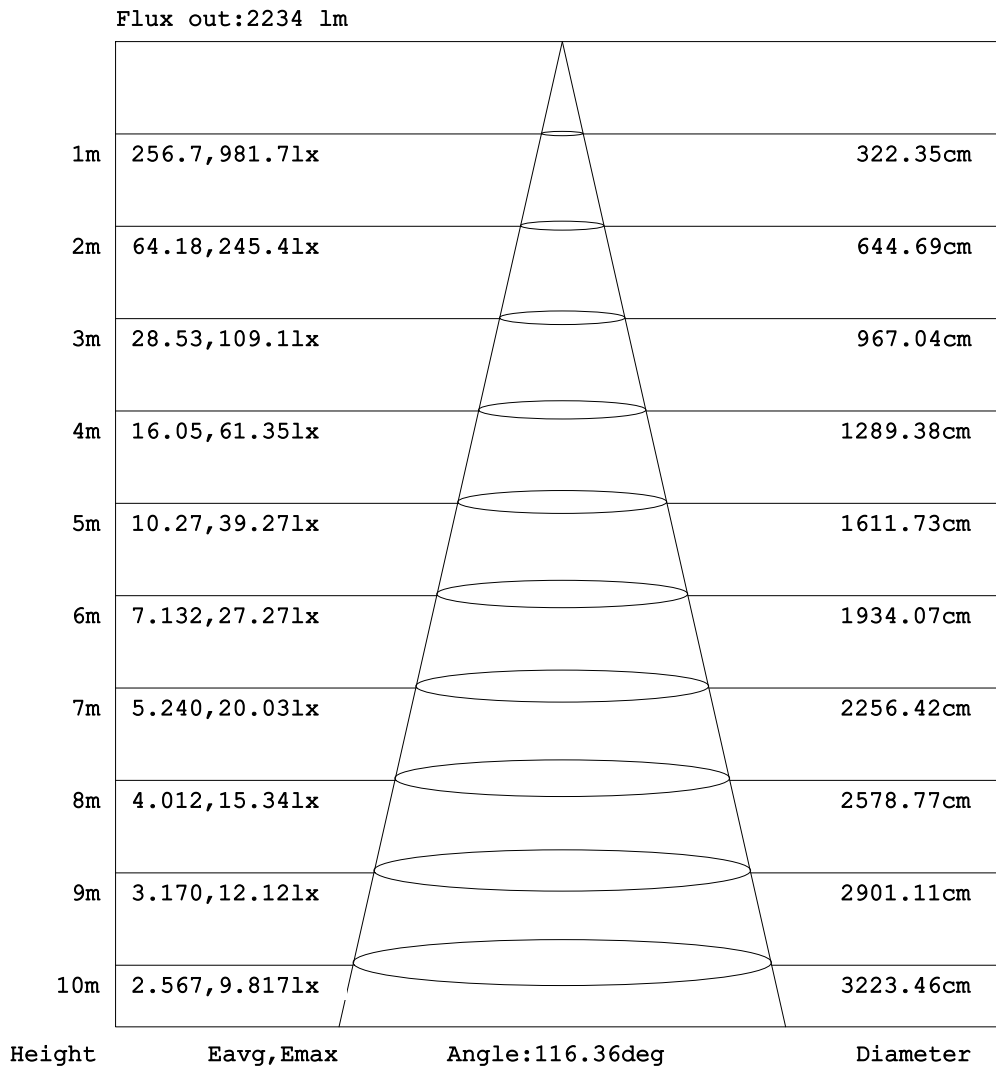 Flux out:2234 lm
1m 256.7,981.7lx 322.35cm
2m 64.18,245.4lx 644.69cm
3m 28.53,109.1lx 967.04cm
4m 16.05,61.35lx 1289.38cm
5m 10.27,39.27lx 1611.73cm
6m 7.132,27.27lx 1934.07cm
7m 5.240,20.03lx 2256.42cm
8m 4.012,15.34lx 2578.77cm
9m 3.170,12.12lx 2901.11cm
10m 2.567,9.817lx 3223.46cm
Height Eavg,Emax Angle:116.36deg Diameter